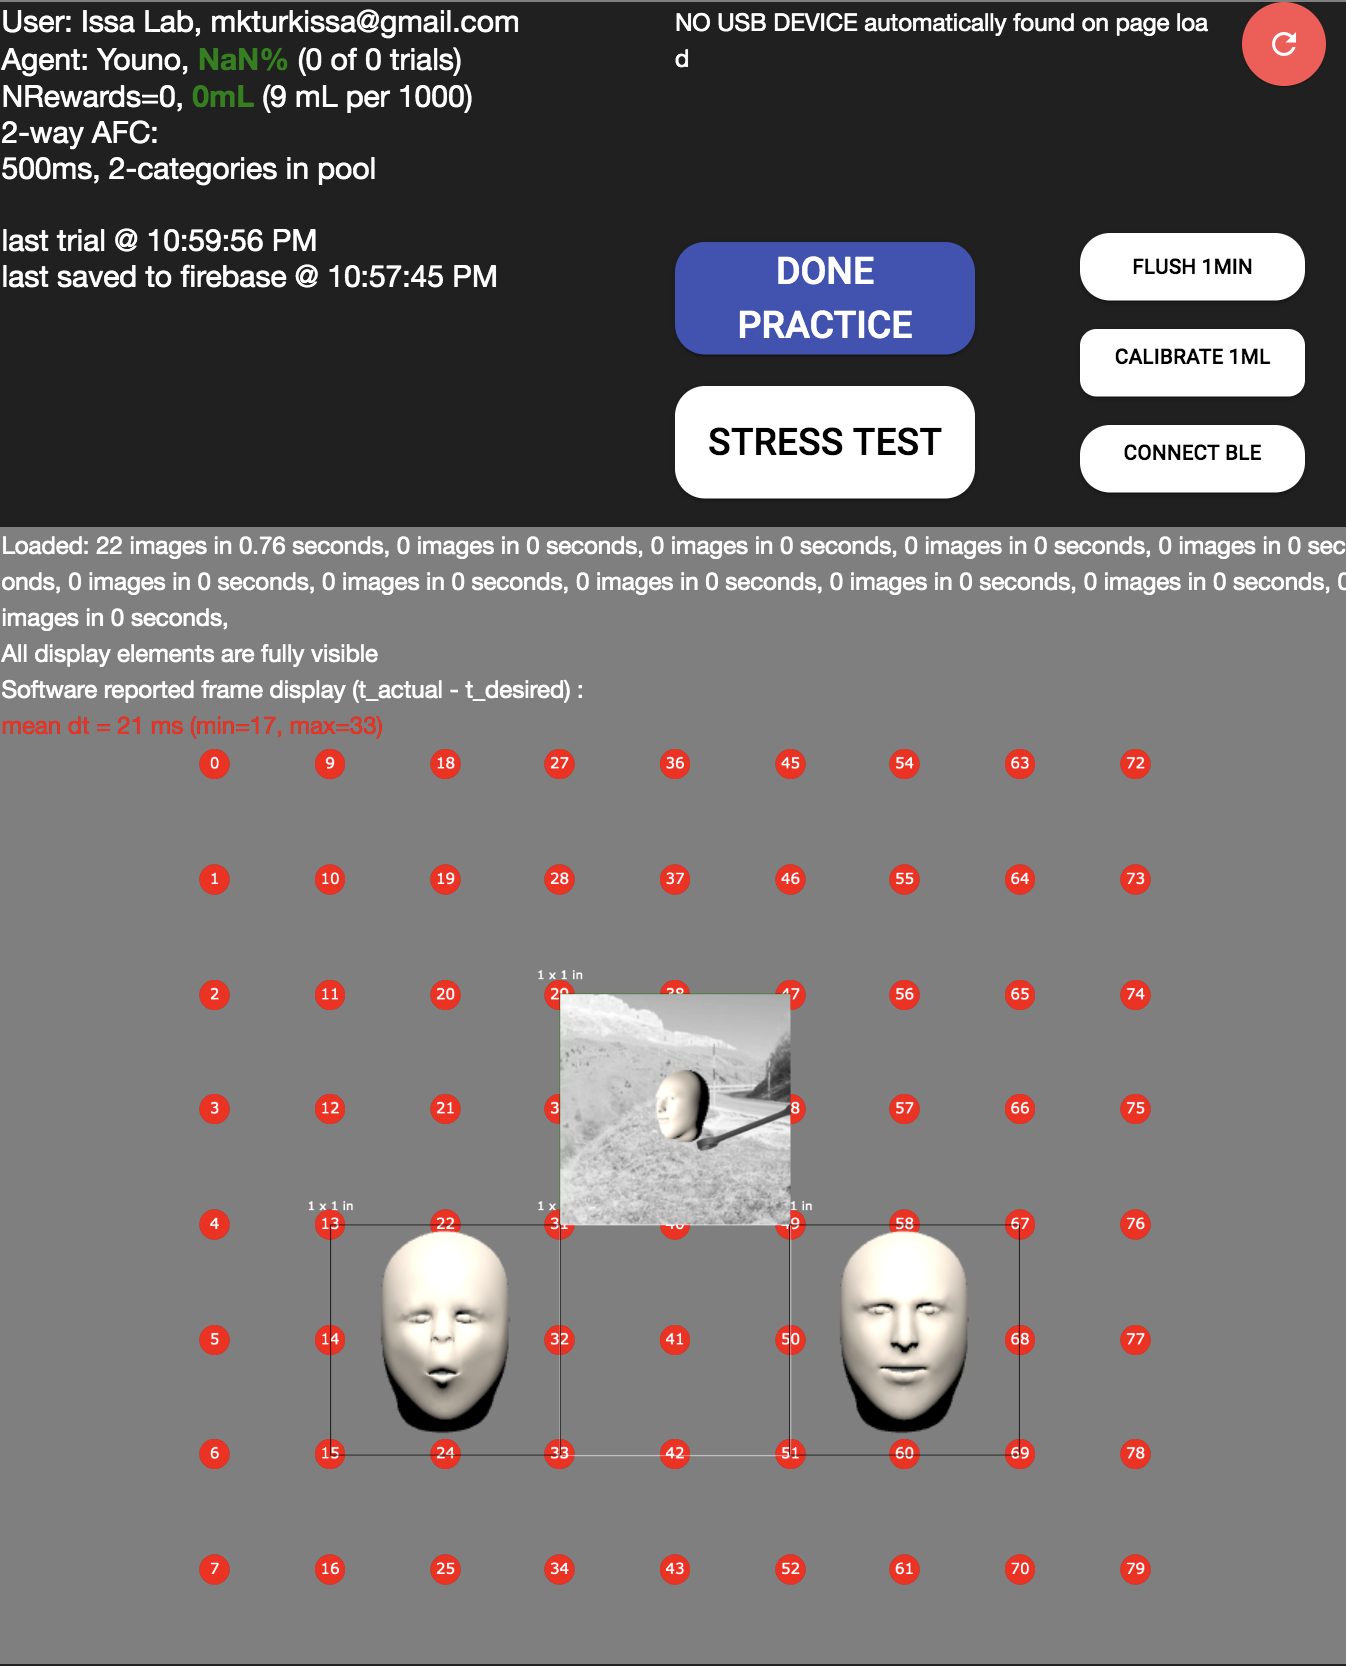 User: Issa Lab, mkturkissa@gmail.com
Agent: Youno, NaN% (0 of 0 trials)
NRewards=0, 0mL (9 mL per 1000)
2-way AFC:
500ms, 2-categories in pool
last trial @ 10:59:56 PM
last saved to firebase @ 10:57:45 PM
NO USB DEVICE automatically found on page loa
d
DONE
PRACTICE
STRESS TEST
FLUSH 1MIN
CALIBRATE 1ML
CONNECT BLE
Loaded: 22 images in 0.76 seconds, 0 images in 0 seconds, 0 images in 0 seconds, 0 images in 0 seconds, 0 images in 0 sec
onds, 0 images in 0 seconds, 0 images in 0 seconds, 0 images in 0 seconds, 0 images in 0 seconds, 0 images in 0 seconds, 0
images in 0 seconds,
All display elements are fully visible
Software reported frame display (t_actual - t_desired) :
mean dt = 21 ms (min=17, max=33)
0 9 18 27 36 45 54 63 72
1 10 19 28 37 46 55 64 73
1 x 1 in
2 11 20 29 38 47 56 65 74
3 12 21 3 8 57 66 75
1 x 1 in 1 x 1 in
4 13 22 31 40 49 58 67 76
5 14 32 41 50 68 77
6 15 24 33 42 51 60 69 78
7 16 25 34 43 52 61 70 79